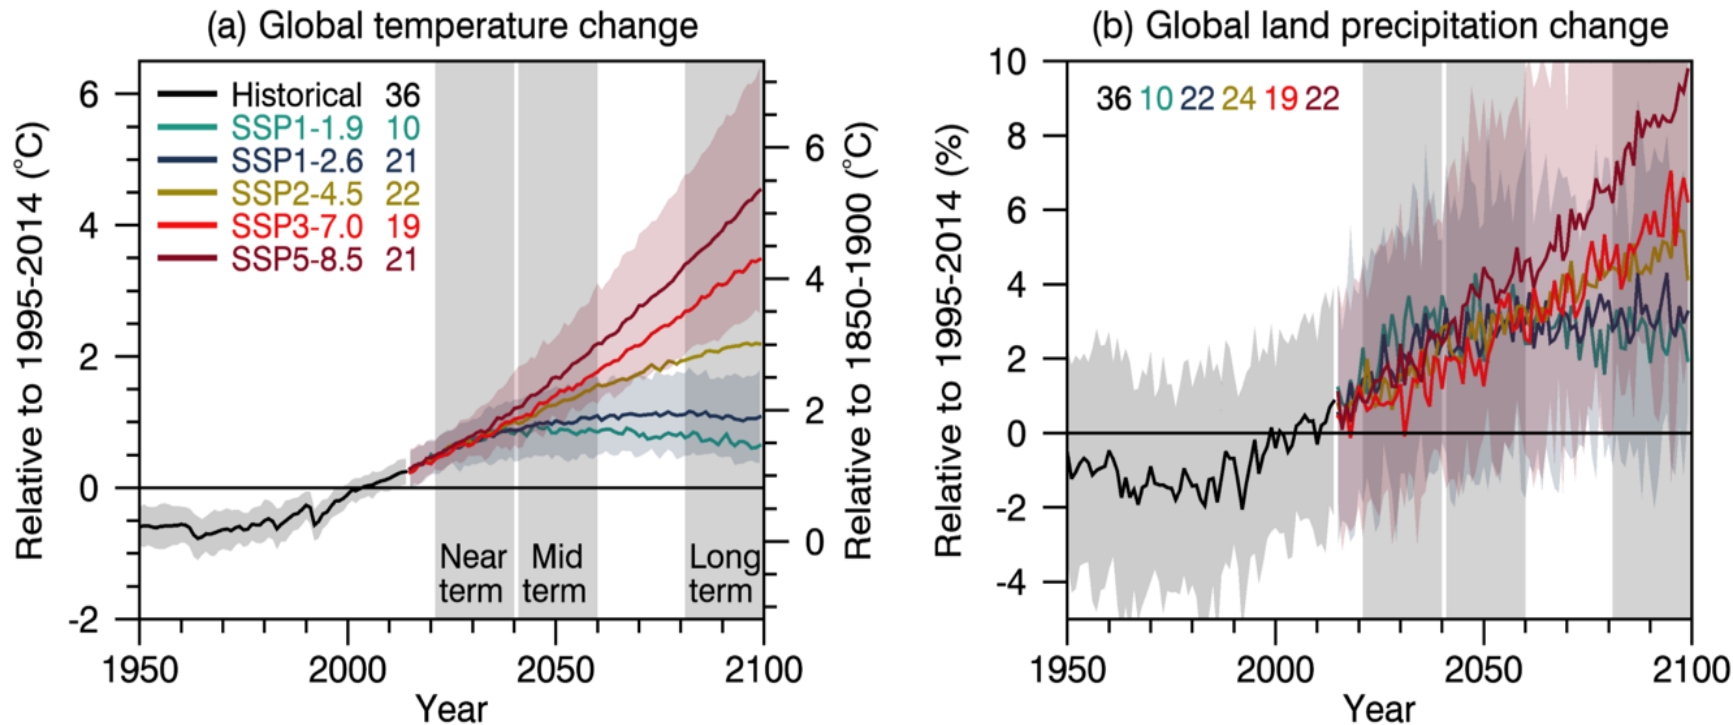 (a) Global temperature change
Relative to 1995-2014 (°C)
6
4
2
0
-2
Historical 36
SSP1-1.9 10
SSP1-2.6 21
SSP2-4.5 22
SSP3-7.0 19
SSP5-8.5 21
Near term
Mid term
Long term
6
4
2
0
Relative to 1850-1900 (°C)
1950 2000 2050 2100
Year
(b) Global land precipitation change
Relative to 1995-2014 (%)
10
8
6
4
2
0
-2
-4
36 10 22 24 19 22
1950 2000 2050 2100
Year